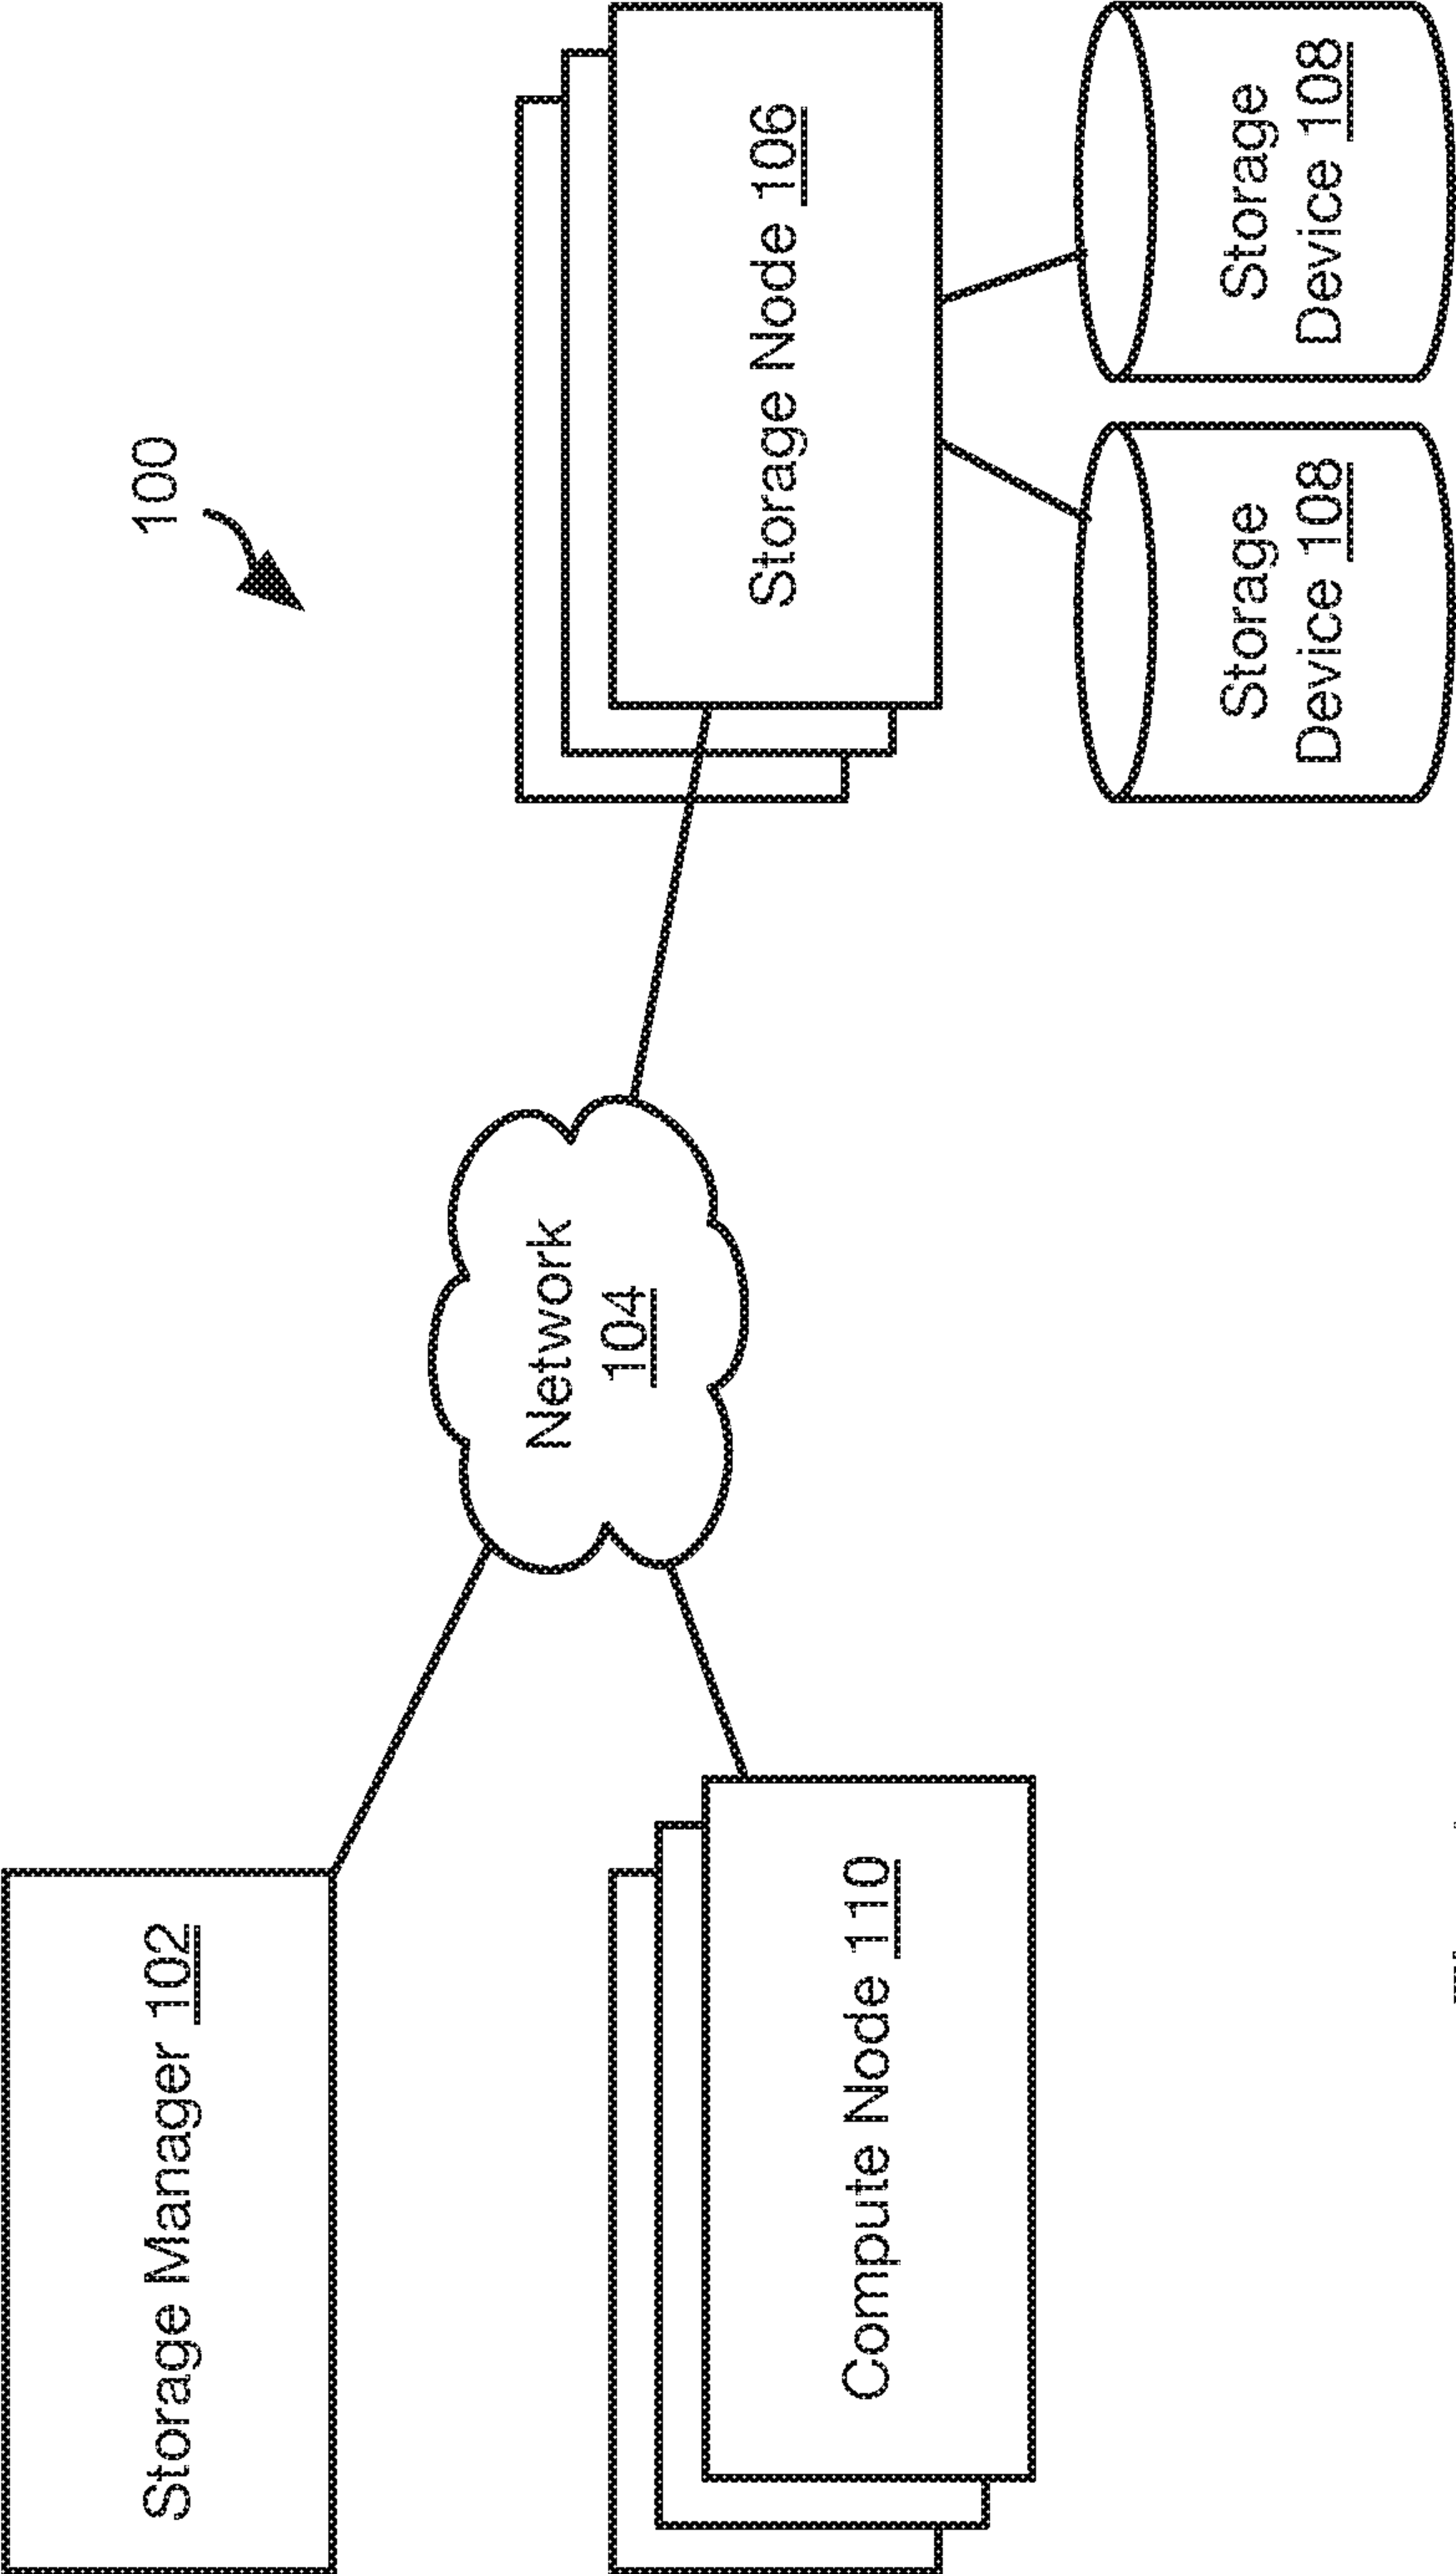 100
Storage Manager 102
Network
104
Storage Node 106
Compute Node 110
Storage
Device 108
Storage
Device 108